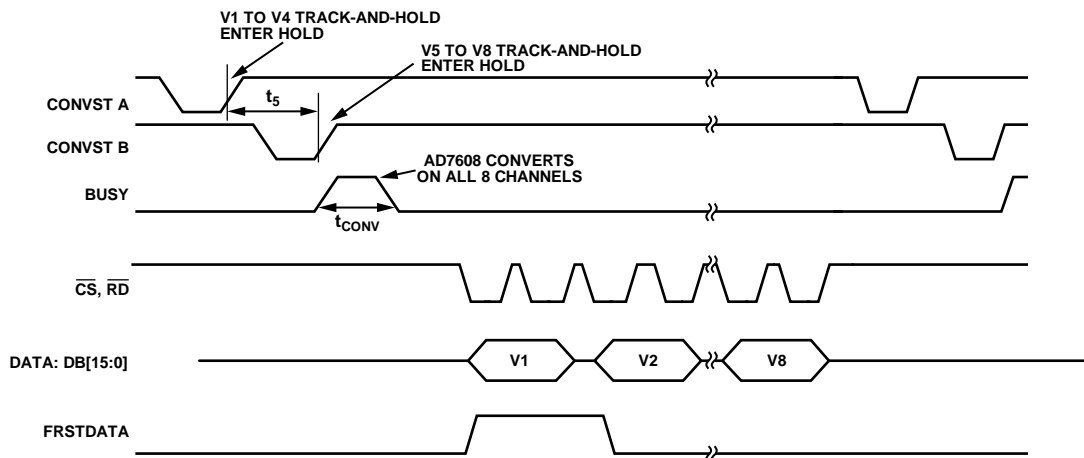 V1 TO V4 TRACK-AND-HOLD
ENTER HOLD
V5 TO V8 TRACK-AND-HOLD
ENTER HOLD
CONVST A
t5
CONVST B
AD7608 CONVERTS
ON ALL 8 CHANNELS
BUSY
tCONV
CS, RD
DATA: DB[15:0]
V1
V2
V8
FRSTDATA